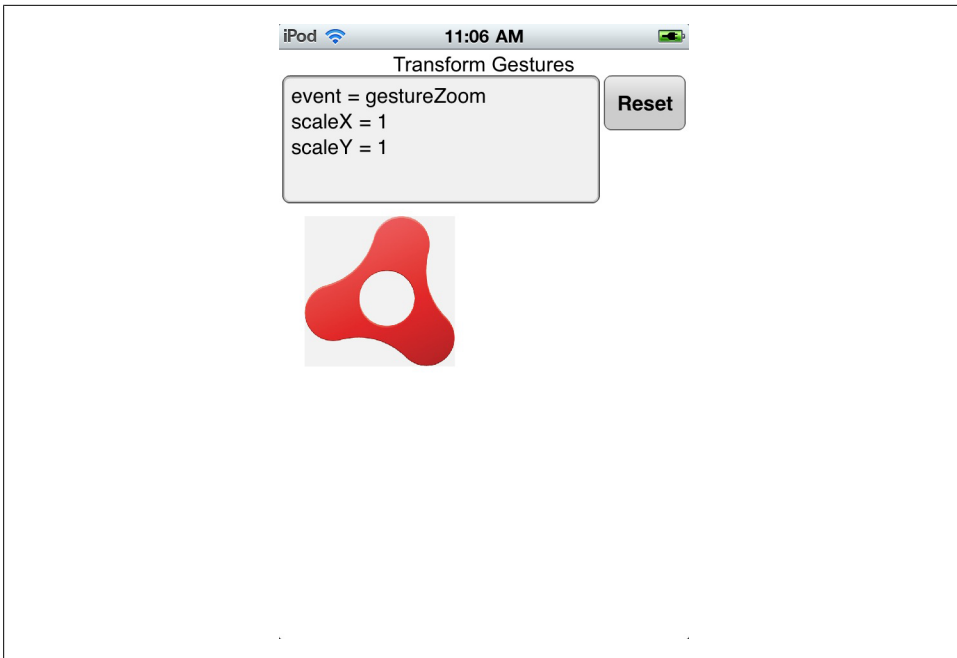 iPod 11:06 AM
Transform Gestures
event = gestureZoom
scaleX = 1
scaleY = 1
Reset